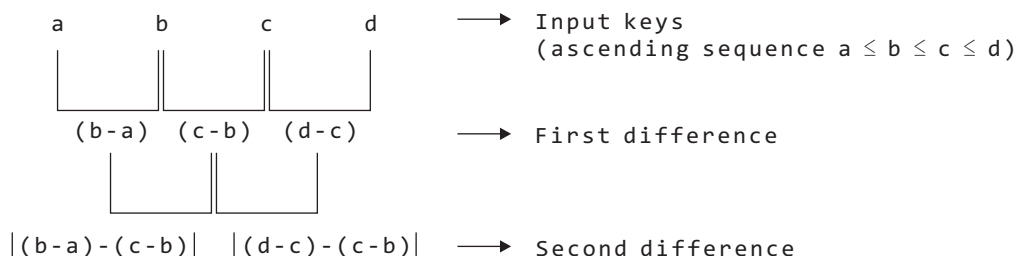 a b c d Input keys
(ascending sequence a ≤ b ≤ c ≤ d)
(b-a) (c-b) (d-c) First difference
|(b-a)-(c-b)| |(d-c)-(c-b)| Second difference